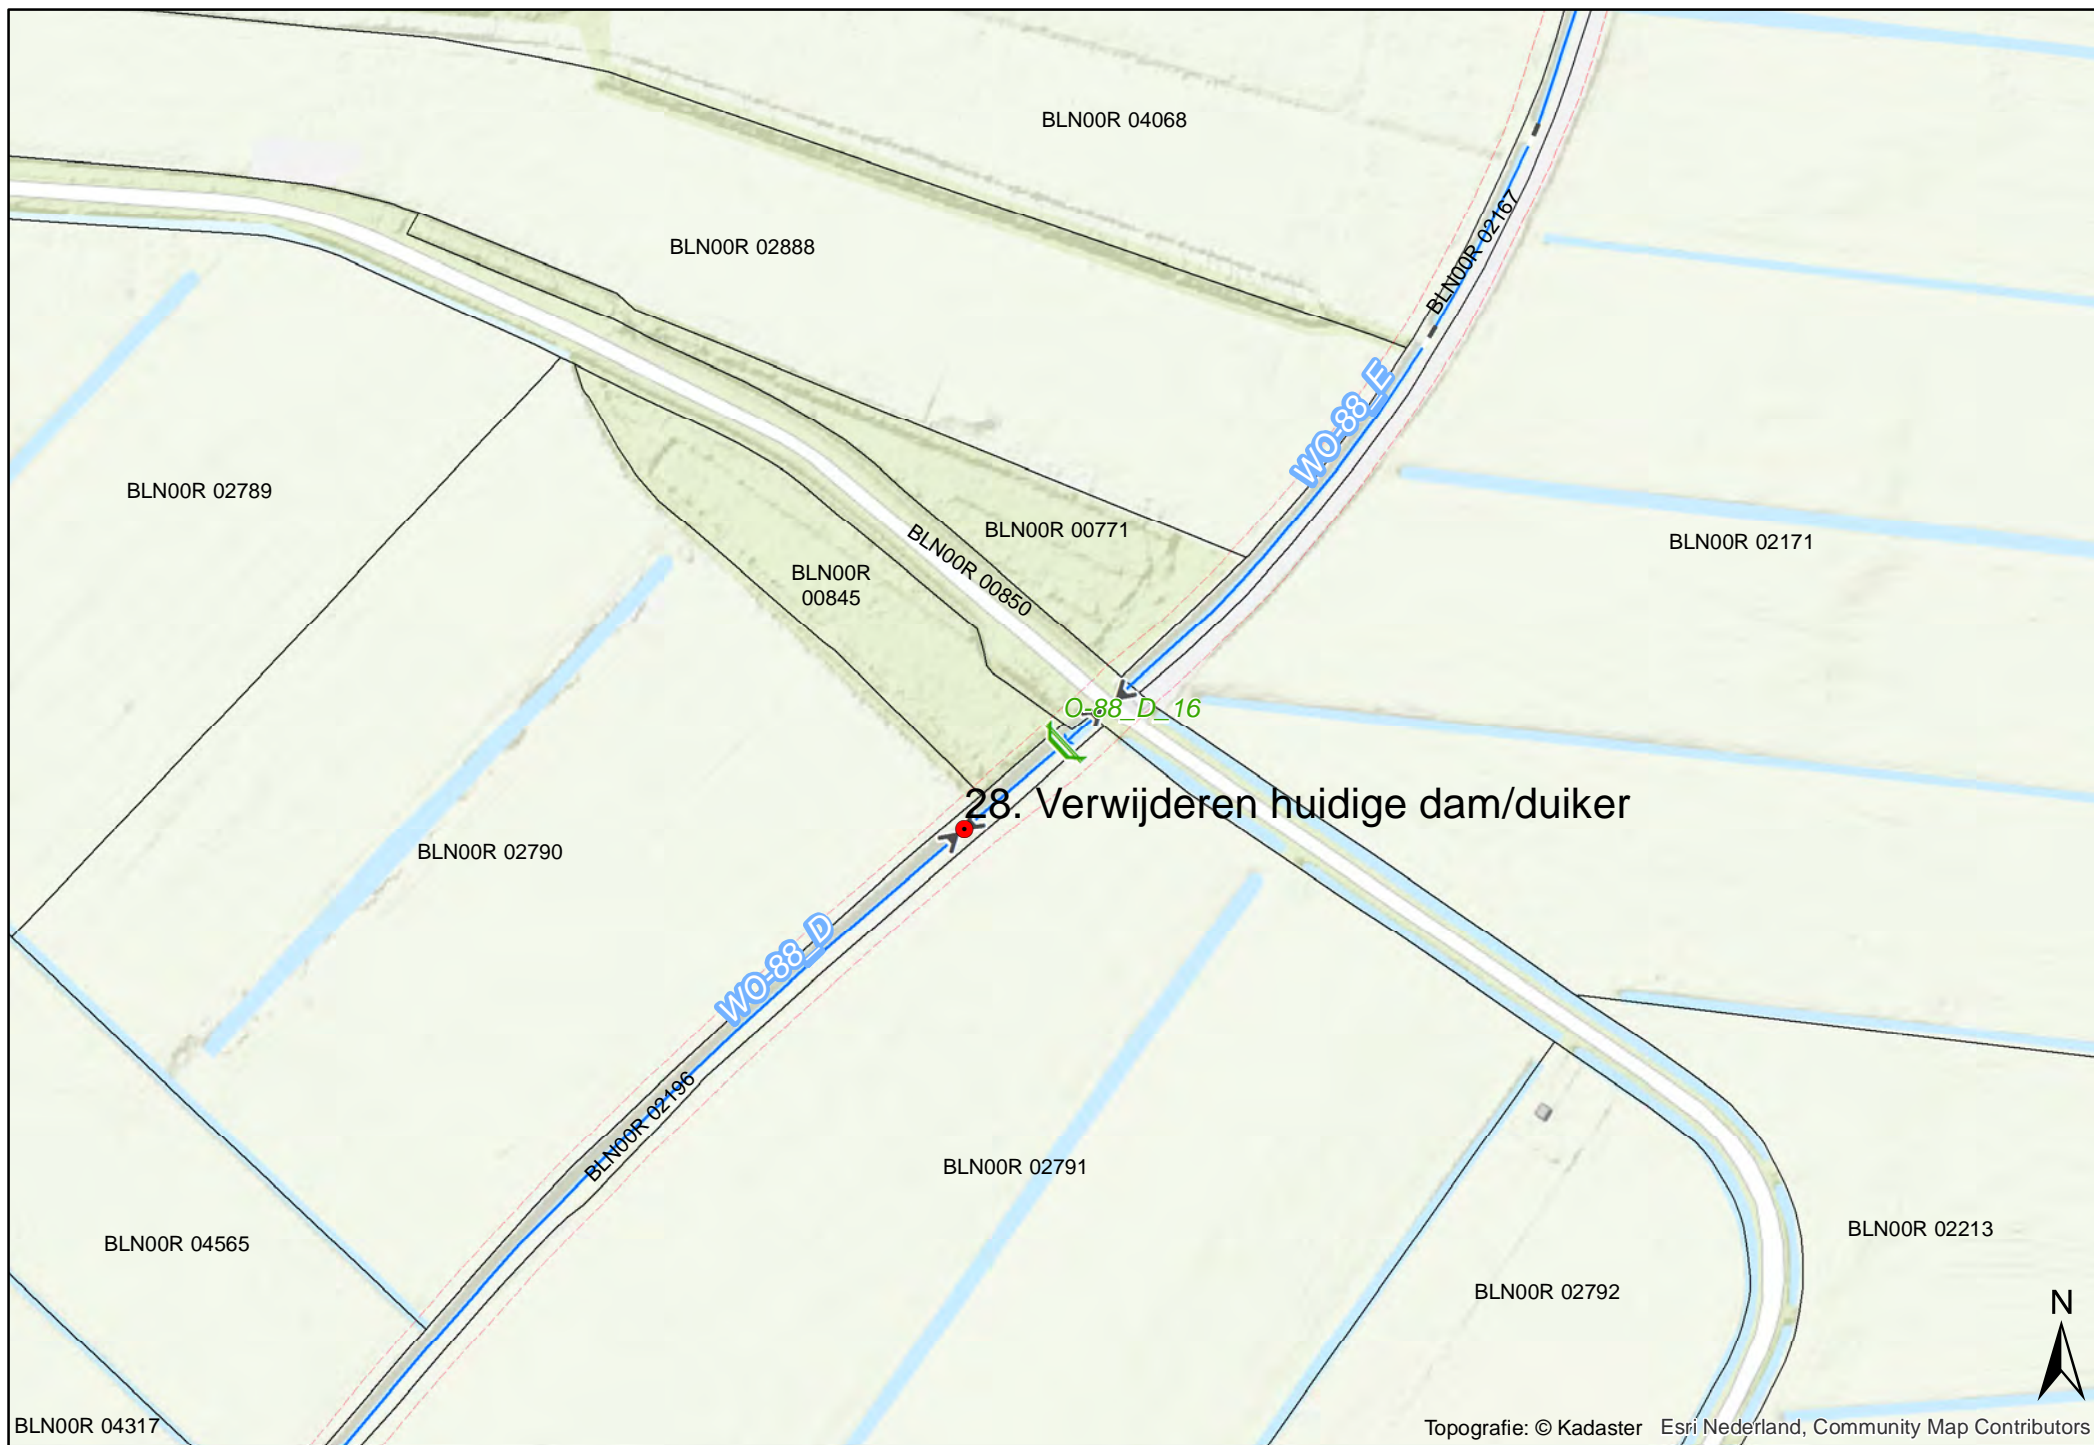 BLN00R 04068
BLN00R 02167
BLN00R 02888
WO-88_E
BLN00R 02789
BLN00R 00771
BLN00R 02171
BLN00R 00850
BLN00R
00845
O-88_D_16
28. Verwijderen huidige dam/duiker
BLN00R 02790
WO-88_D
BLN00R 02196
BLN00R 02791
BLN00R 04565
BLN00R 02213
BLN00R 02792
N
BLN00R 04317
Topografie: © Kadaster Esri Nederland, Community Map Contributors